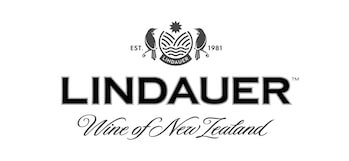 EST. 1981
LINDAUER
LINDAUER™
Wine of New Zealand